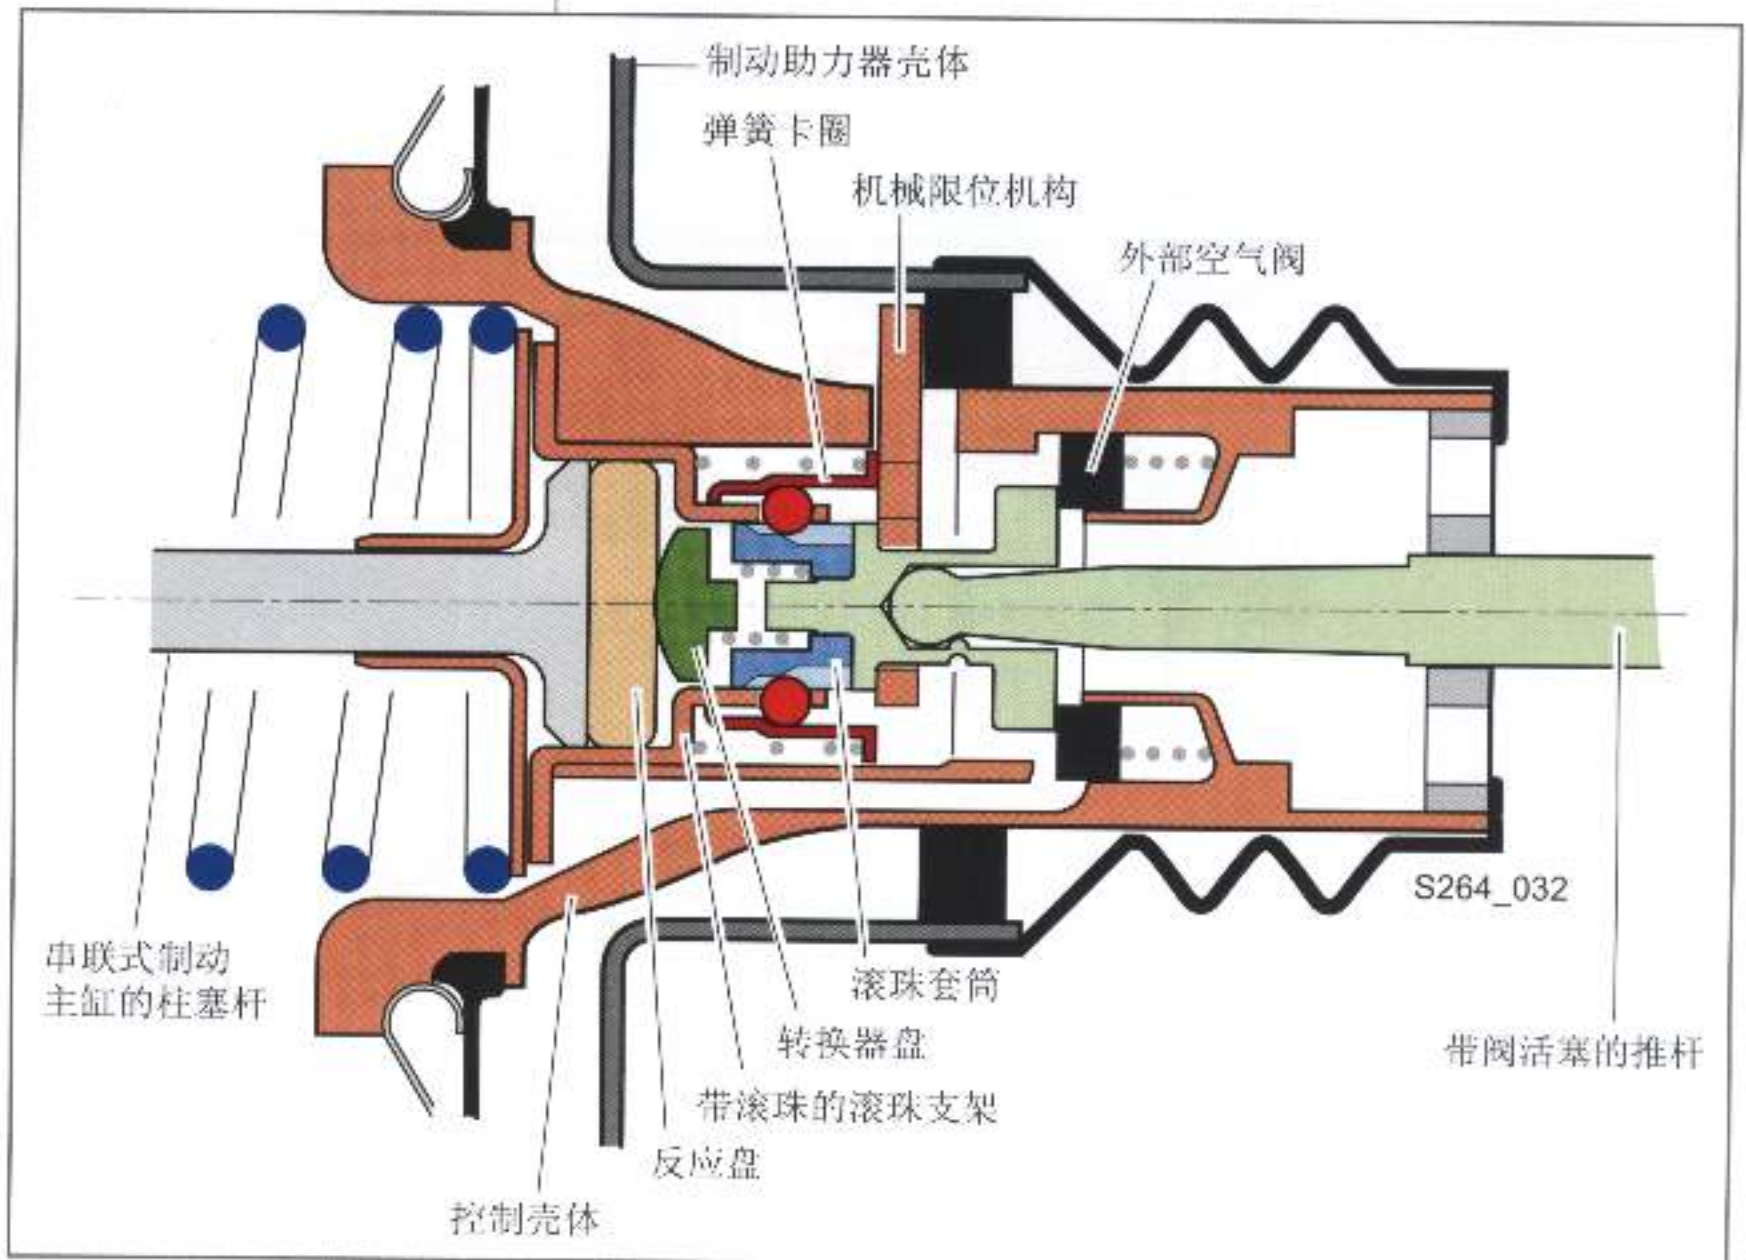 制动助力器壳体
弹簧卡圈
机械限位机构
外部空气阀
S264_032
串联式制动
主缸的柱塞杆
滚珠套筒
转换器盘
带阀活塞的推杆
带滚珠的滚珠支架
反应盘
控制壳体